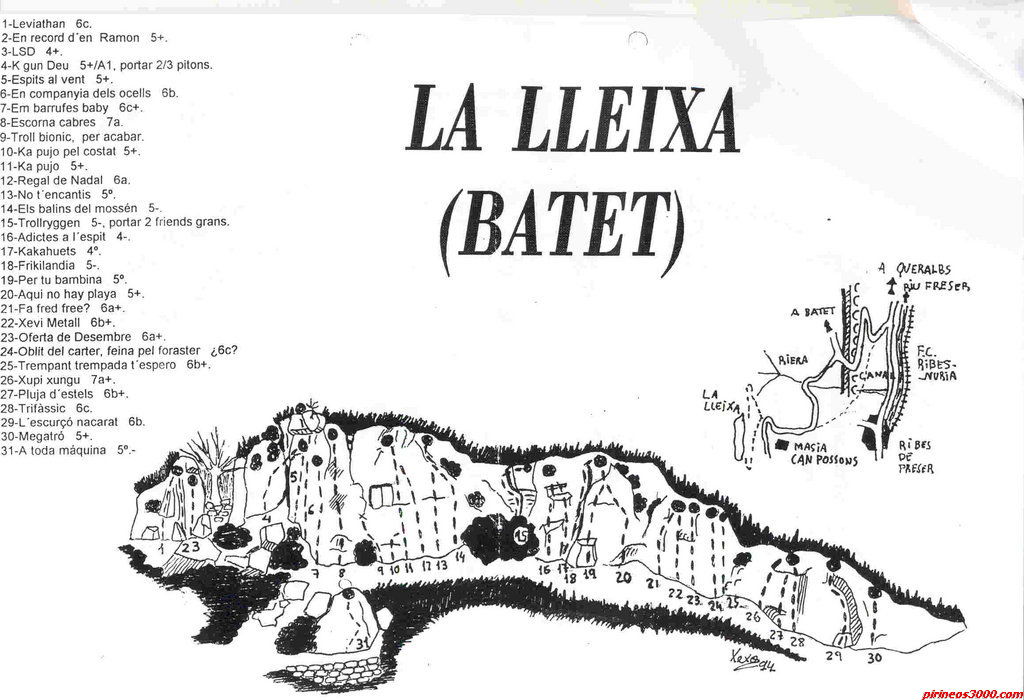 1-Leviathan 6c.
2-En record d´en Ramon 5+.
3-LSD 4+.
4-K gun Deu 5+/A1, portar 2/3 pitons.
5-Espits al vent 5+.
6-En companyia dels ocells 6b.
7-Em barrufes baby 6c+.
8-Escorna cabres 7a.
9-Troll bionic, per acabar.
10-Ka pujo pel costat 5+.
11-Ka pujo 5+.
12-Regal de Nadal 6a.
13-No t´encantis 5º.
14-Els balins del mossén 5-.
15-Trollryggen 5-, portar 2 friends grans.
16-Adictes a l´espit 4-.
17-Kakahuets 4º.
18-Frikilandia 5-.
19-Per tu bambina 5º.
20-Aqui no hay playa 5+.
21-Fa fred free? 6a+.
22-Xevi Metall 6b+.
23-Oferta de Desembre 6a+.
24-Oblit del carter, feina pel foraster ¿6c?
25-Trempant trempada t´espero 6b+.
26-Xupi xungu 7a+.
27-Pluja d´estels 6b+.
28-Trifàssic 6c.
29-L´escurçó nacarat 6b.
30-Megatró 5+.
31-A toda máquina 5º.-
LA LLEIXA
(BATET)
A QUERALBS
RIU FRESER
A BATET
RIERA
CANAL
F.C.
RIBES-
NURIA
LA
LLEIXA
MASIA
CAN POSSONS
RIBES
DE
FRESER
1 23 4 5 7 8 9 10 11 12 13 14 15 16 17 18 19 20 21 22 23 24 25 26 27 28 29 30
31
Xexo 94
pirineos3000.com